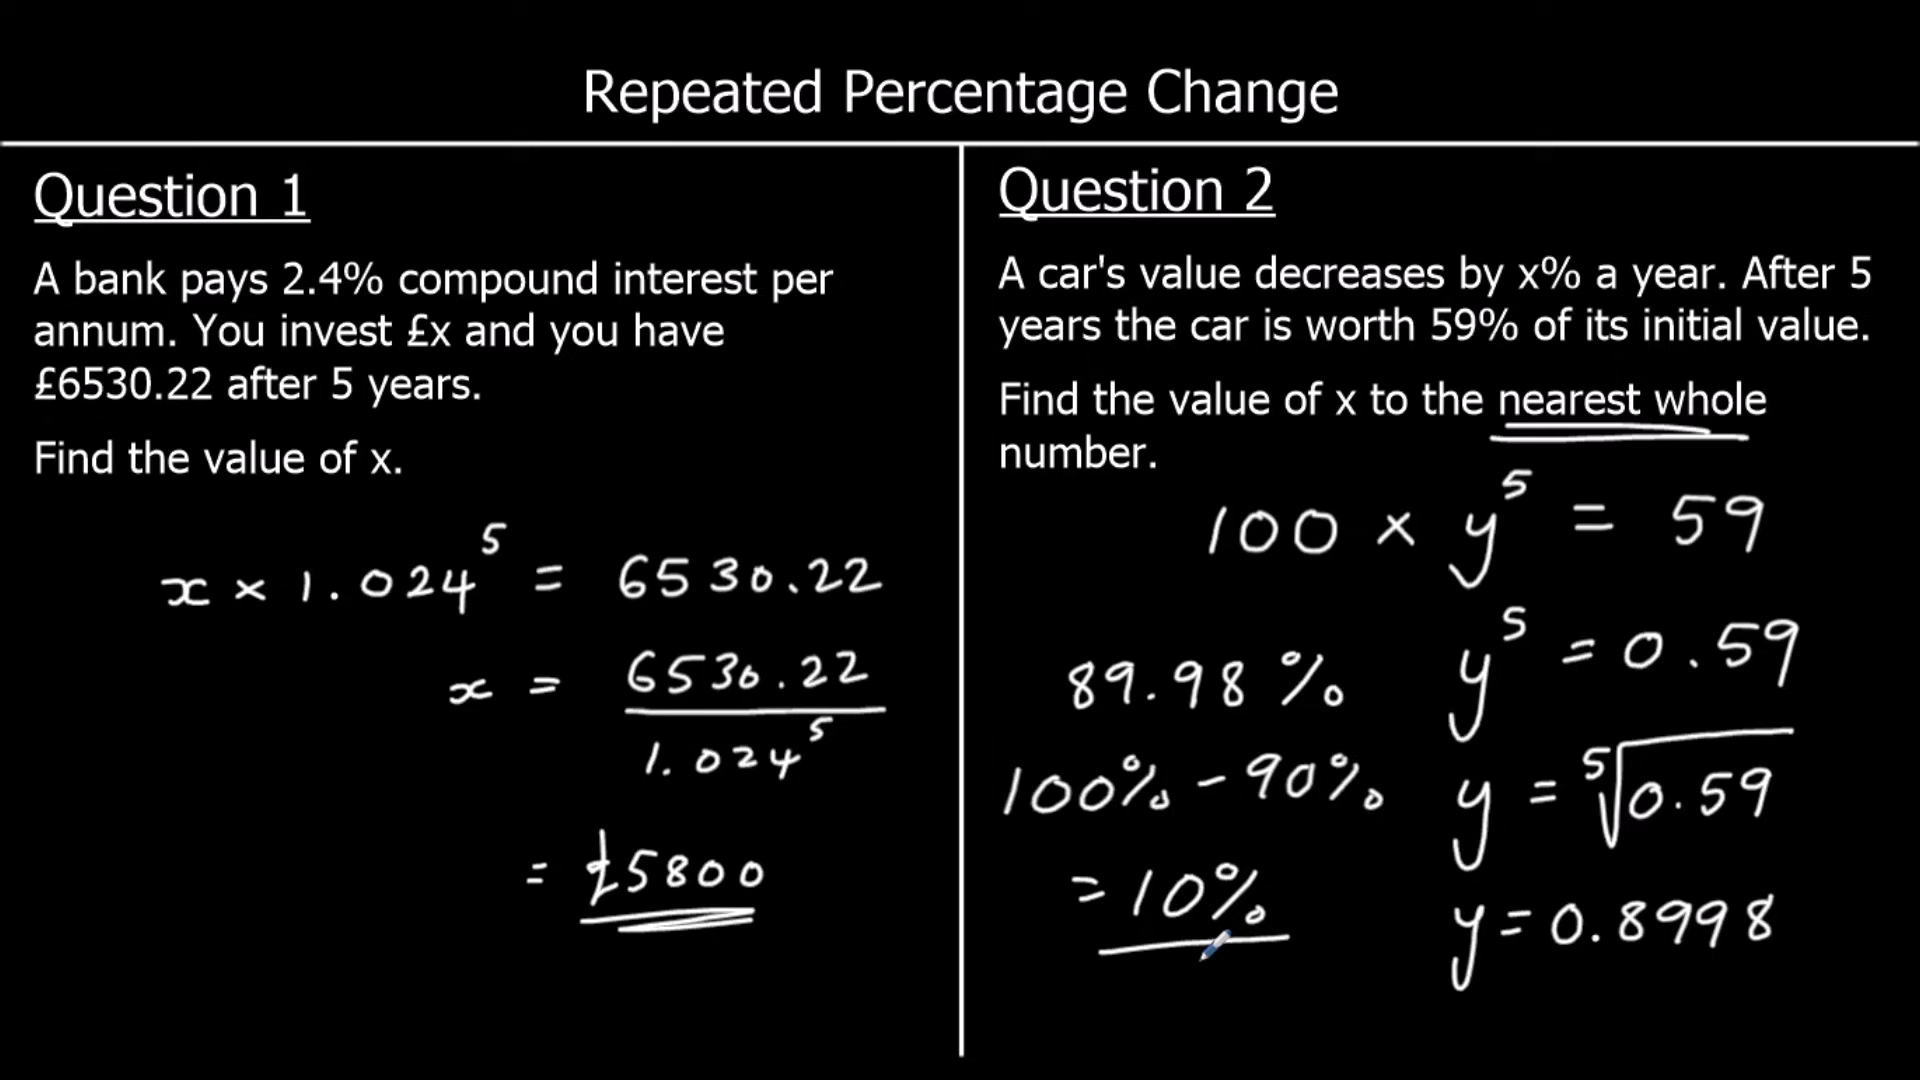 Repeated Percentage Change
Question 1
A bank pays 2.4% compound interest per
annum. You invest £x and you have
£6530.22 after 5 years.
Find the value of x.
x × 1.024⁵ = 6530.22
x = 6530.22 / 1.024⁵
= £5800
Question 2
A car's value decreases by x% a year. After 5
years the car is worth 59% of its initial value.
Find the value of x to the nearest whole
number.
100 × y⁵ = 59
y⁵ = 0.59
y = ⁵√0.59
y = 0.8998
89.98%
100% - 90%
= 10%